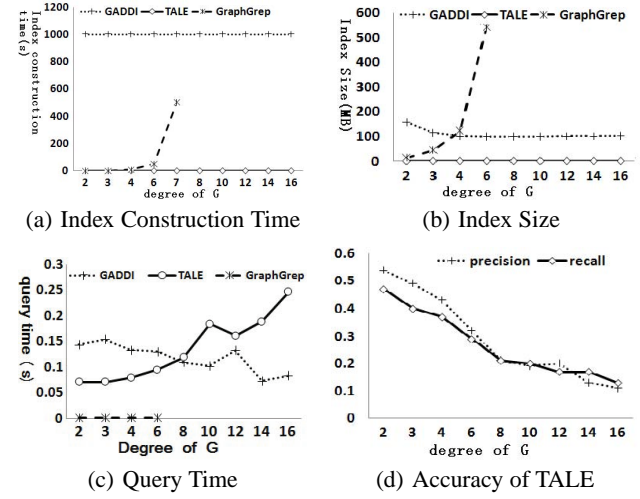 GADDI TALE GraphGrep
Index construction
time(s)
1200
1000
800
600
400
200
0
2 3 4 6 7 8 10 12 14 16
degree of G
(a) Index Construction Time
GADDI TALE GraphGrep
Index Size(MB)
600
500
400
300
200
100
0
2 3 4 6 8 10 12 14 16
degree of G
(b) Index Size
GADDI TALE GraphGrep
query time (s)
0.3
0.25
0.2
0.15
0.1
0.05
0
2 3 4 6 8 10 12 14 16
Degree of G
(c) Query Time
precision recall
0.6
0.5
0.4
0.3
0.2
0.1
0
2 3 4 6 8 10 12 14 16
degree of G
(d) Accuracy of TALE